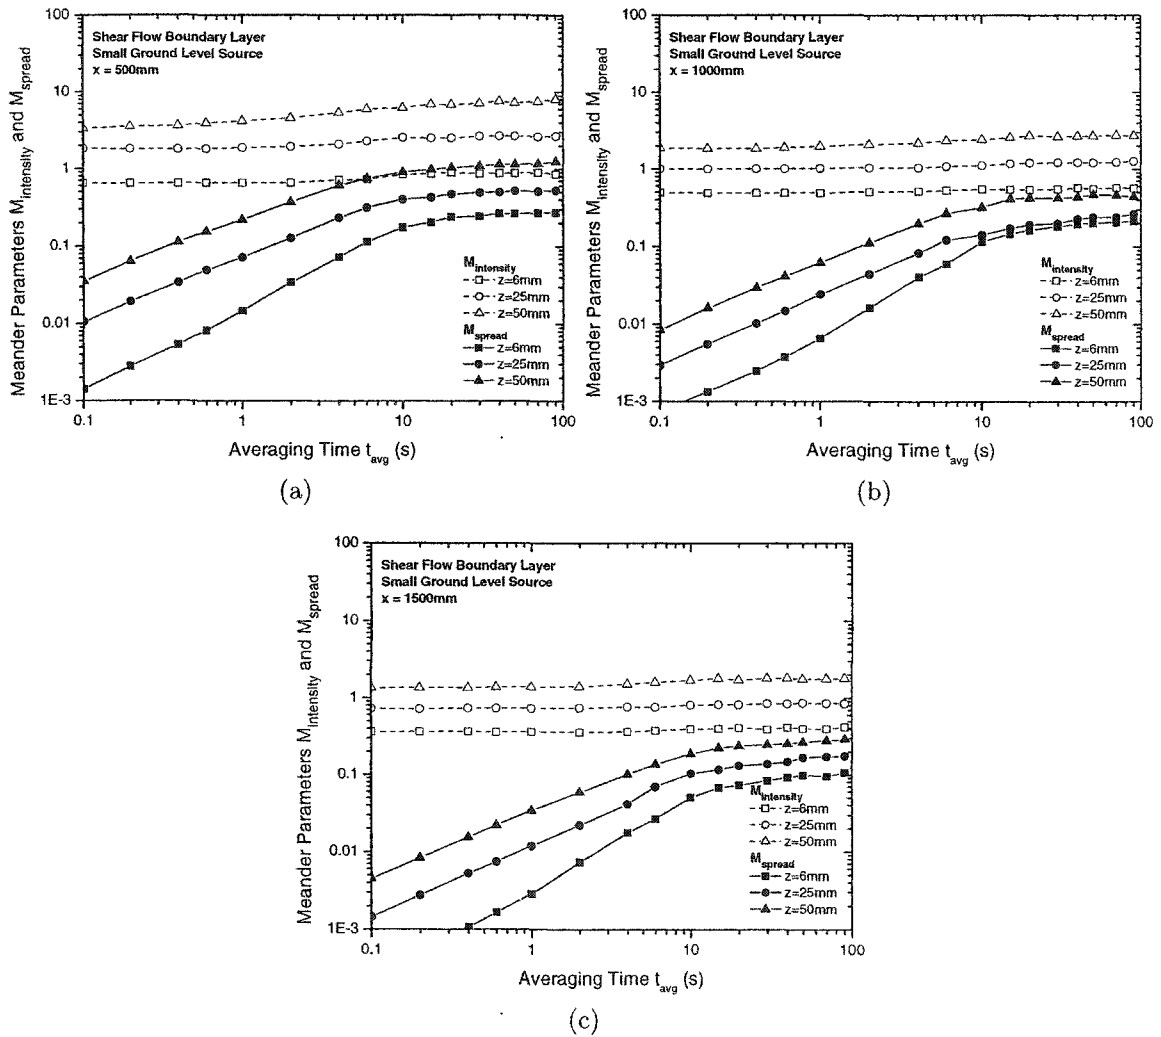 Shear Flow Boundary Layer
Small Ground Level Source
x = 500mm
Meander Parameters M_intensity and M_spread
100
10
1
0.1
0.01
1E-3
0.1
1
10
100
M_intensity
z=6mm
z=25mm
z=50mm
M_spread
z=6mm
z=25mm
z=50mm
Averaging Time t_avg (s)
(a)
Shear Flow Boundary Layer
Small Ground Level Source
x = 1000mm
Meander Parameters M_intensity and M_spread
100
10
1
0.1
0.01
1E-3
0.1
1
10
100
M_intensity
z=6mm
z=25mm
z=50mm
M_spread
z=6mm
z=25mm
z=50mm
Averaging Time t_avg (s)
(b)
Shear Flow Boundary Layer
Small Ground Level Source
x = 1500mm
Meander Parameters M_intensity and M_spread
100
10
1
0.1
0.01
1E-3
0.1
1
10
100
M_intensity
z=6mm
z=25mm
z=50mm
M_spread
z=6mm
z=25mm
z=50mm
Averaging Time t_avg (s)
(c)